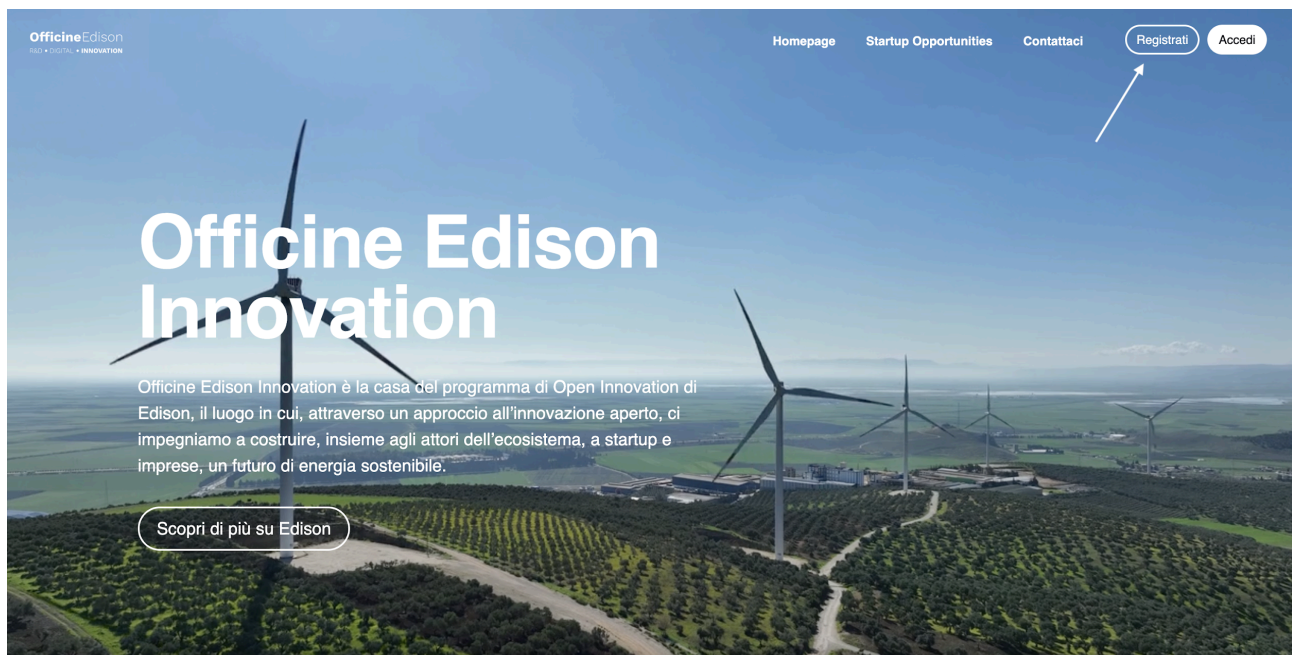 OfficineEdison
R&D • DIGITAL • INNOVATION
Homepage
Startup Opportunities
Contattaci
Registrati
Accedi
Officine Edison
Innovation
Officine Edison Innovation è la casa del programma di Open Innovation di
Edison, il luogo in cui, attraverso un approccio all'innovazione aperto, ci
impegniamo a costruire, insieme agli attori dell'ecosistema, a startup e
imprese, un futuro di energia sostenibile.
Scopri di più su Edison